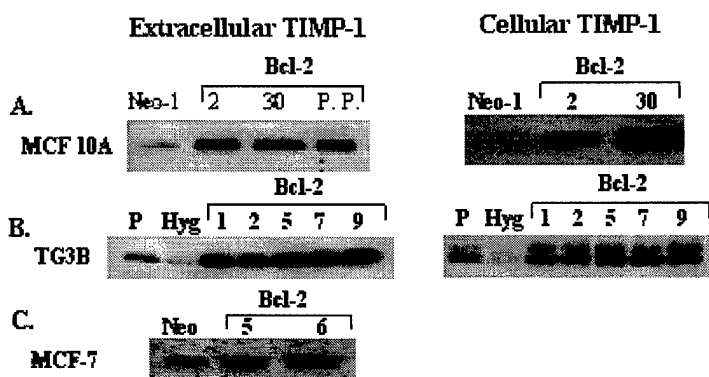 Extracellular TIMP-1 Cellular TIMP-1
Bcl-2 Bcl-2
A. Neo-1 2 30 P. P. Neo-1 2 30
MCF 10A
Bcl-2 Bcl-2
B. P Hyg 1 2 5 7 9 P Hyg 1 2 5 7 9
TG3B
Bcl-2
C. Neo 5 6
MCF-7